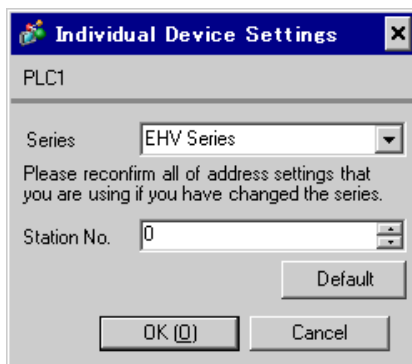 Individual Device Settings
PLC1
Series EHV Series
Please reconfirm all of address settings that
you are using if you have changed the series.
Station No. 0
Default
OK (O) Cancel